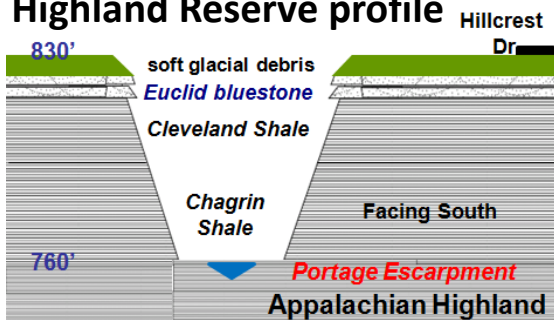 Highland Reserve profile
Hillcrest
Dr.
830’
soft glacial debris
Euclid bluestone
Cleveland Shale
Chagrin
Shale
Facing South
760’
Portage Escarpment
Appalachian Highland